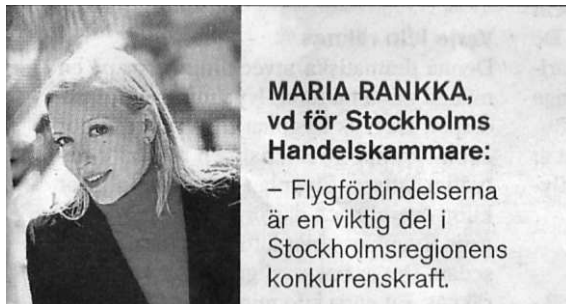 MARIA RANKKA,
vd för Stockholms
Handelskammare:
– Flygförbindelserna
är en viktig del i
Stockholmsregionens
konkurrenskraft.